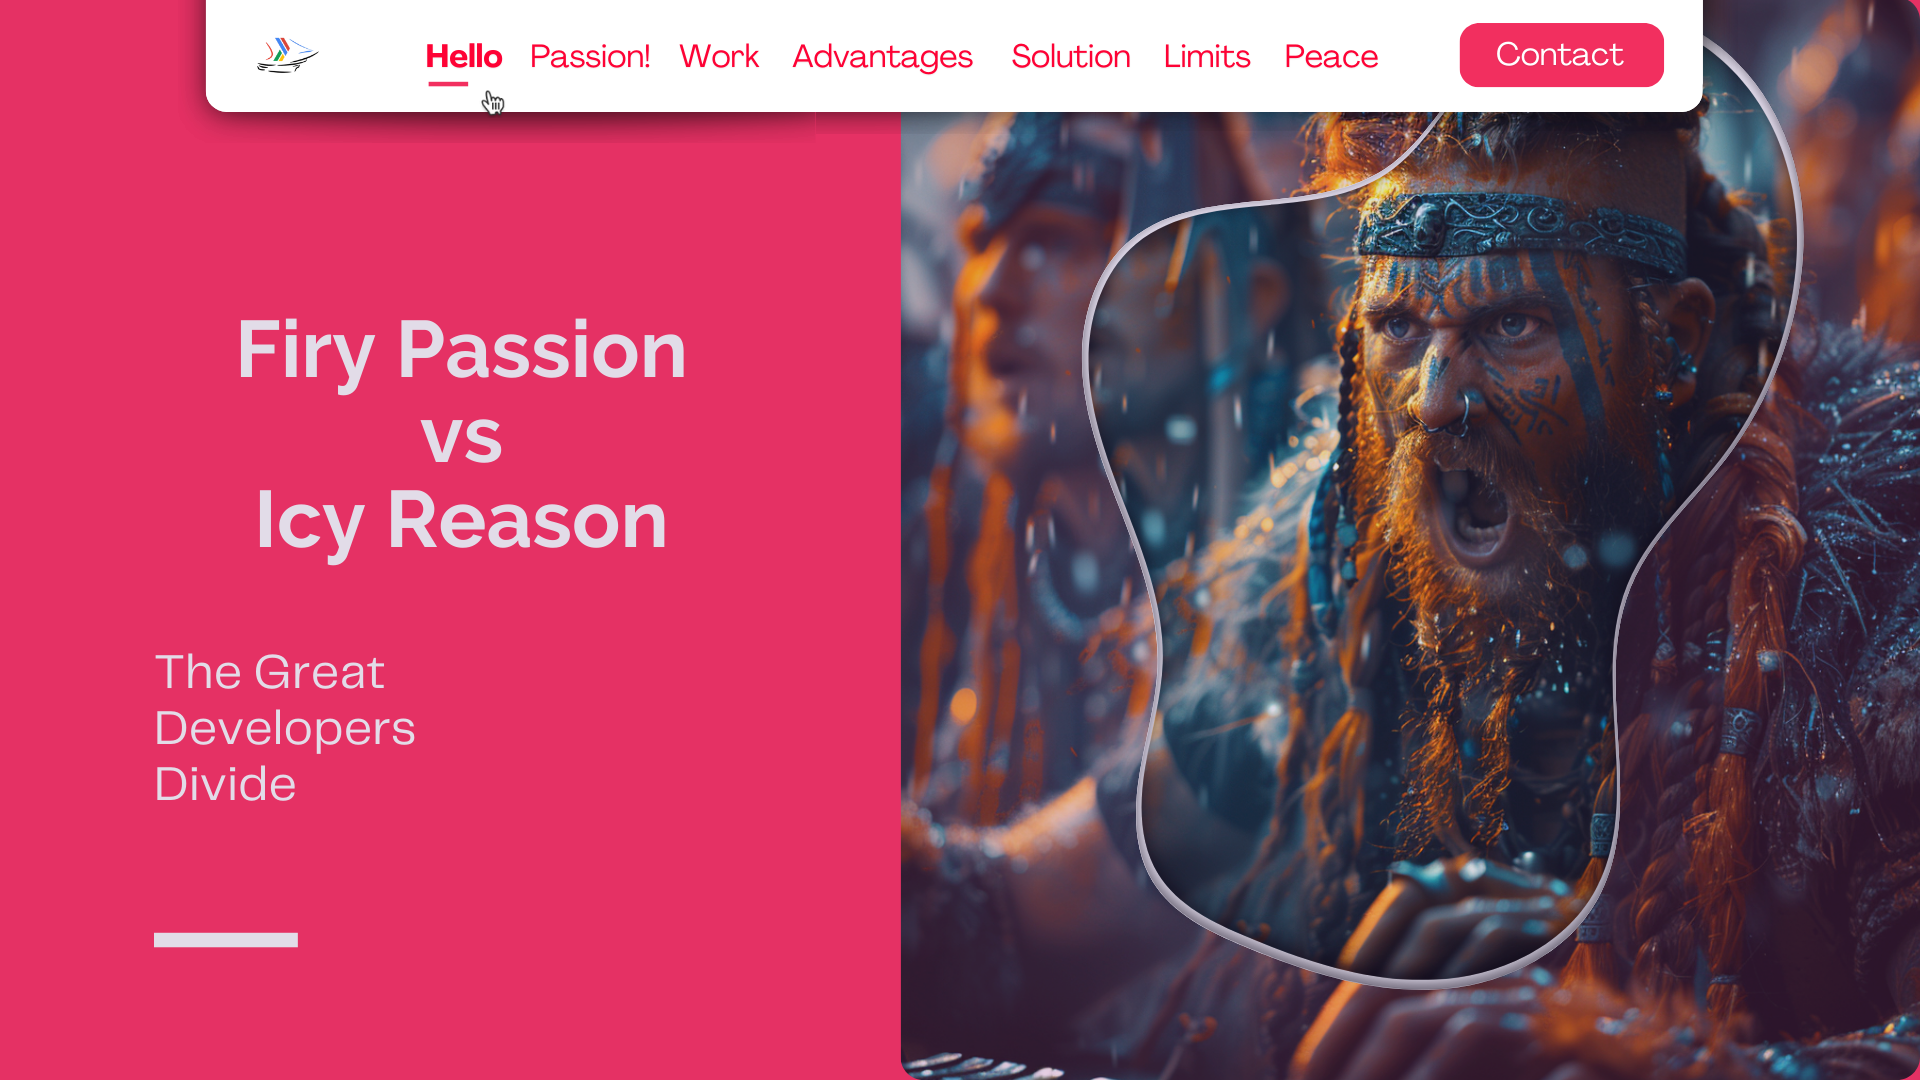 Hello Passion! Work Advantages Solution Limits Peace Contact
Firy Passion
vs
Icy Reason
The Great
Developers
Divide